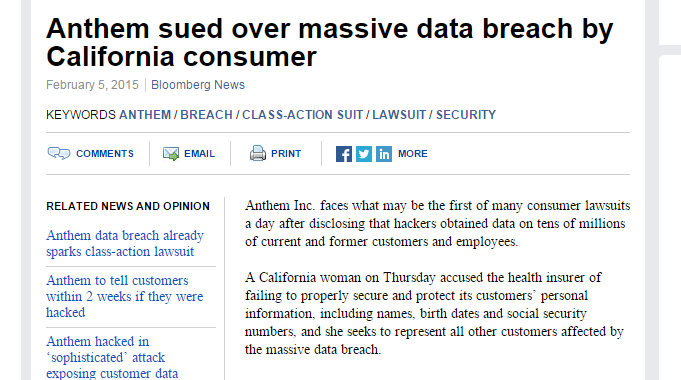 Anthem sued over massive data breach by
California consumer
February 5, 2015 | Bloomberg News
KEYWORDS ANTHEM / BREACH / CLASS-ACTION SUIT / LAWSUIT / SECURITY
COMMENTS EMAIL PRINT MORE
RELATED NEWS AND OPINION
Anthem data breach already
sparks class-action lawsuit
Anthem to tell customers
within 2 weeks if they were
hacked
Anthem hacked in
‘sophisticated’ attack
exposing customer data
Anthem Inc. faces what may be the first of many consumer lawsuits
a day after disclosing that hackers obtained data on tens of millions
of current and former customers and employees.
A California woman on Thursday accused the health insurer of
failing to properly secure and protect its customers’ personal
information, including names, birth dates and social security
numbers, and she seeks to represent all other customers affected by
the massive data breach.